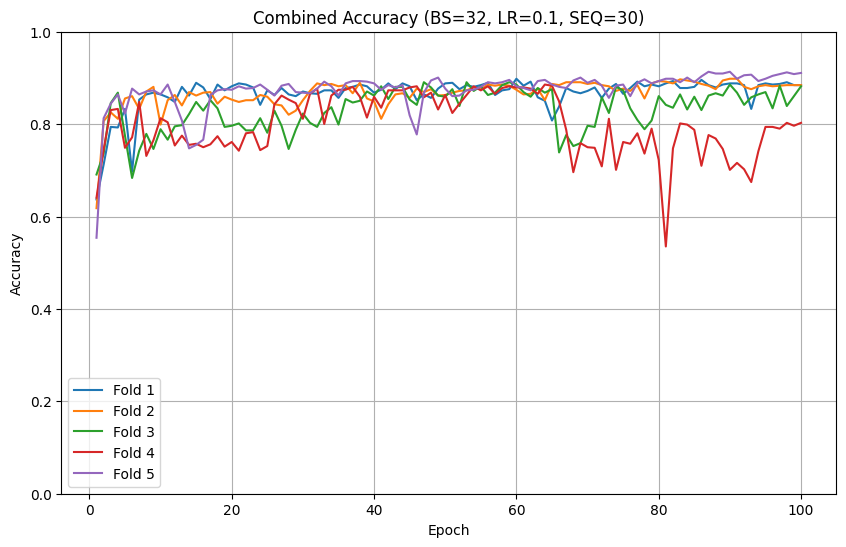 Combined Accuracy (BS=32, LR=0.1, SEQ=30)
1.0
0.8
0.6
0.4
0.2
0.0
Accuracy
Fold 1
Fold 2
Fold 3
Fold 4
Fold 5
0 20 40 60 80 100
Epoch